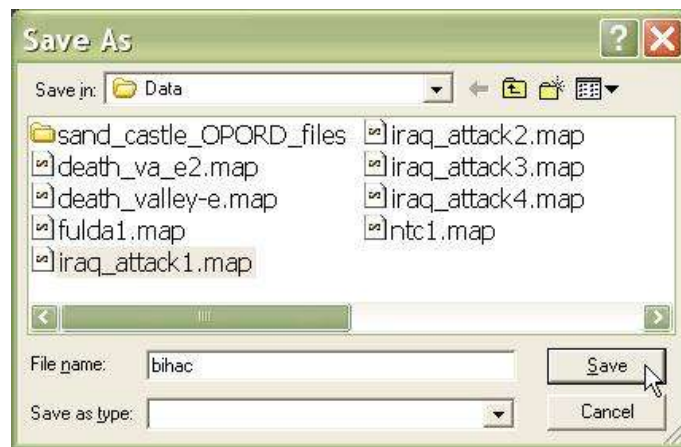 Save As
Save in: Data
sand_castle_OPORD_files
death_va_e2.map
death_valley-e.map
fulda1.map
iraq_attack1.map
iraq_attack2.map
iraq_attack3.map
iraq_attack4.map
ntc1.map
File name: bihac
Save
Save as type:
Cancel